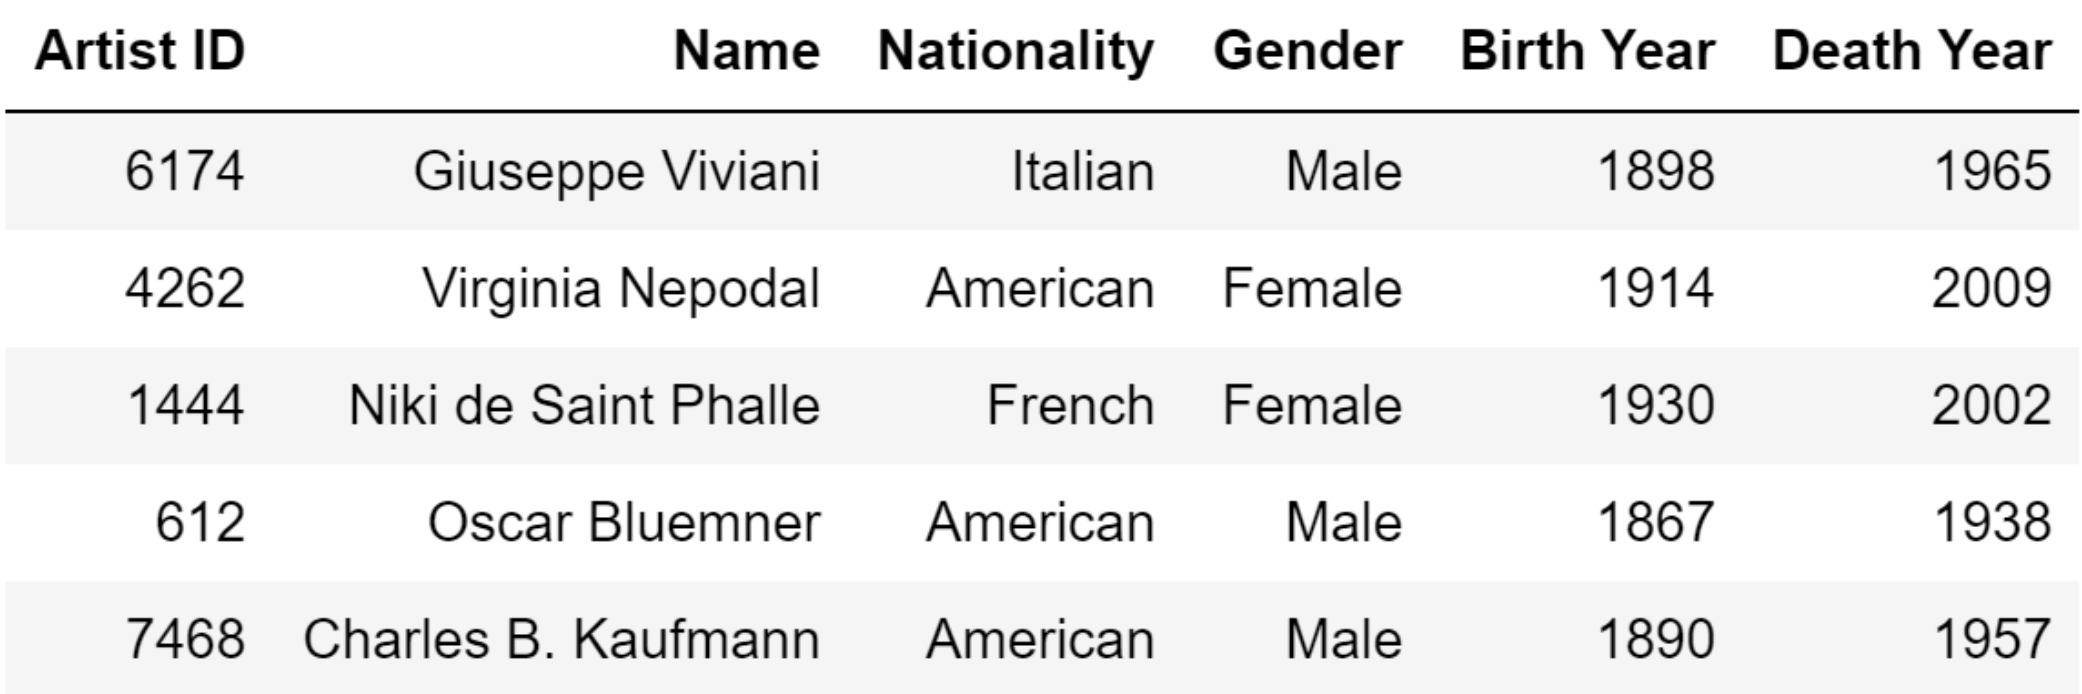 Artist ID Name Nationality Gender Birth Year Death Year
6174 Giuseppe Viviani Italian Male 1898 1965
4262 Virginia Nepodal American Female 1914 2009
1444 Niki de Saint Phalle French Female 1930 2002
612 Oscar Bluemner American Male 1867 1938
7468 Charles B. Kaufmann American Male 1890 1957